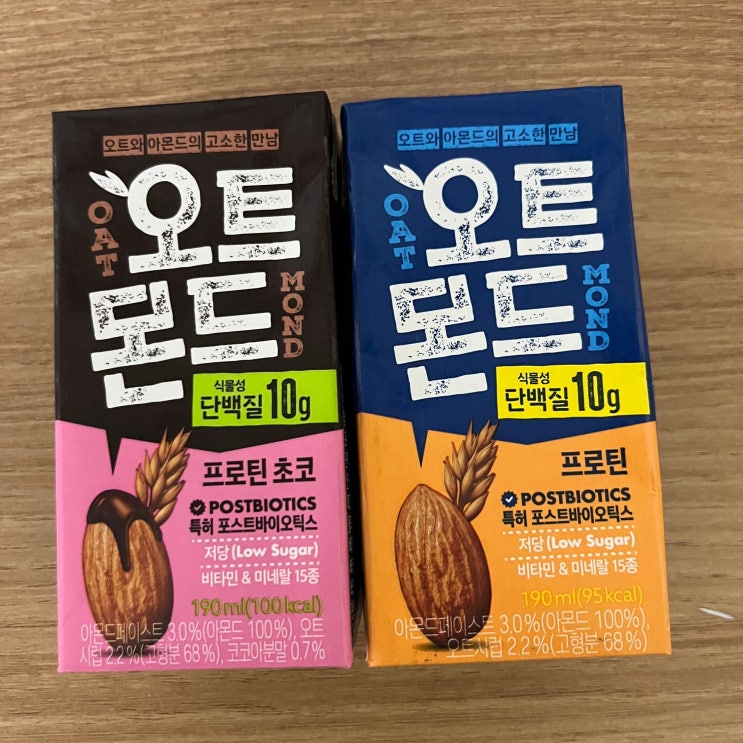 오트와 아몬드의 고소한 만남
OAT
오트
몬드
MOND
식물성
단백질 10g
프로틴 초코
POSTBIOTICS
특허 포스트바이오틱스
저당 (Low Sugar)
비타민 & 미네랄 15종
190ml(100kcal)
아몬드페이스트 3.0%(아몬드 100%), 오트
시럽 2.2%(고형분 68%), 코코아분말 0.7%
오트와 아몬드의 고소한 만남
OAT
오트
몬드
MOND
식물성
단백질 10g
프로틴
POSTBIOTICS
특허 포스트바이오틱스
저당 (Low Sugar)
비타민 & 미네랄 15종
190ml(95kcal)
아몬드페이스트 3.0%(아몬드 100%),
오트시럽 2.2%(고형분 68%)